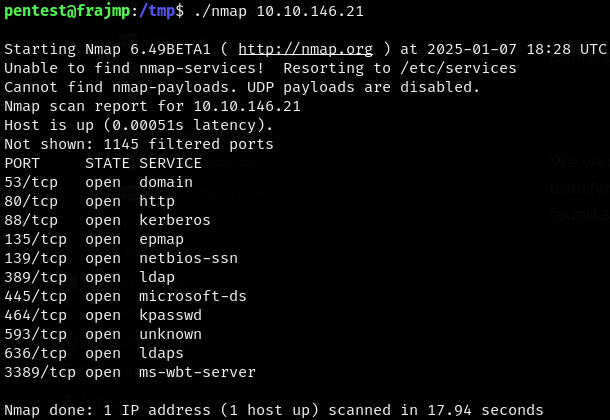 pentest@frajmp:/tmp$ ./nmap 10.10.146.21
Starting Nmap 6.49BETA1 ( http://nmap.org ) at 2025-01-07 18:28 UTC
Unable to find nmap-services!  Resorting to /etc/services
Cannot find nmap-payloads. UDP payloads are disabled.
Nmap scan report for 10.10.146.21
Host is up (0.00051s latency).
Not shown: 1145 filtered ports
PORT     STATE SERVICE
53/tcp   open  domain
80/tcp   open  http
88/tcp   open  kerberos
135/tcp  open  epmap
139/tcp  open  netbios-ssn
389/tcp  open  ldap
445/tcp  open  microsoft-ds
464/tcp  open  kpasswd
593/tcp  open  unknown
636/tcp  open  ldaps
3389/tcp open  ms-wbt-server
Nmap done: 1 IP address (1 host up) scanned in 17.94 seconds